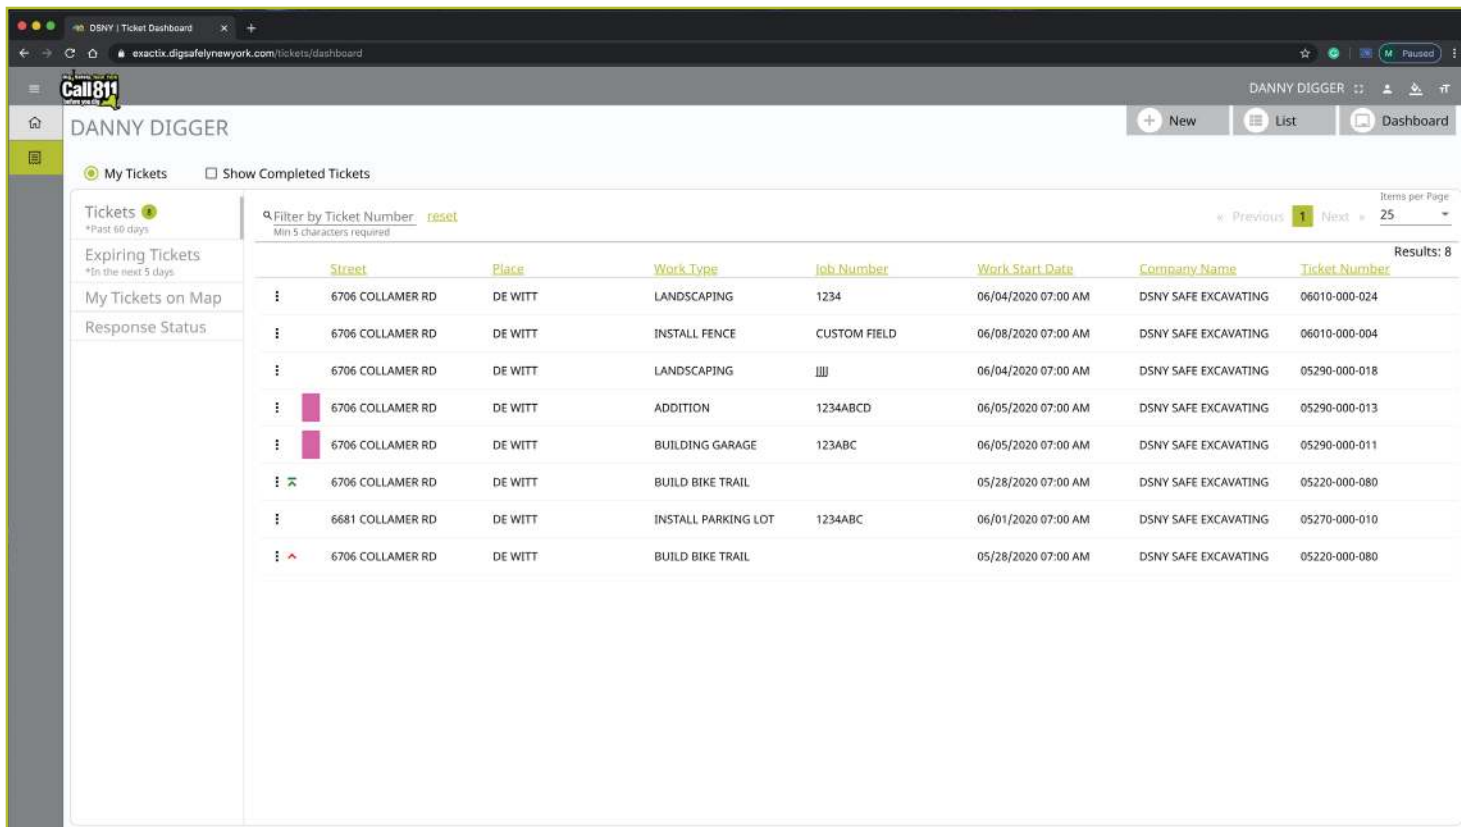 DSNY | Ticket Dashboard
exactix.digsafelynewyork.com/tickets/dashboard
M Paused
Call811
before you dig
DANNY DIGGER
DANNY DIGGER
New List Dashboard
My Tickets Show Completed Tickets
Tickets 8
*Past 60 days
Expiring Tickets
*In the next 5 days
My Tickets on Map
Response Status
Filter by Ticket Number reset
Min 5 characters required
« Previous 1 Next »
Items per Page
25
Results: 8
Street Place Work Type Job Number Work Start Date Company Name Ticket Number
6706 COLLAMER RD DE WITT LANDSCAPING 1234 06/04/2020 07:00 AM DSNY SAFE EXCAVATING 06010-000-024
6706 COLLAMER RD DE WITT INSTALL FENCE CUSTOM FIELD 06/08/2020 07:00 AM DSNY SAFE EXCAVATING 06010-000-004
6706 COLLAMER RD DE WITT LANDSCAPING JJJJ 06/04/2020 07:00 AM DSNY SAFE EXCAVATING 05290-000-018
6706 COLLAMER RD DE WITT ADDITION 1234ABCD 06/05/2020 07:00 AM DSNY SAFE EXCAVATING 05290-000-013
6706 COLLAMER RD DE WITT BUILDING GARAGE 123ABC 06/05/2020 07:00 AM DSNY SAFE EXCAVATING 05290-000-011
6706 COLLAMER RD DE WITT BUILD BIKE TRAIL 05/28/2020 07:00 AM DSNY SAFE EXCAVATING 05220-000-080
6681 COLLAMER RD DE WITT INSTALL PARKING LOT 1234ABC 06/01/2020 07:00 AM DSNY SAFE EXCAVATING 05270-000-010
6706 COLLAMER RD DE WITT BUILD BIKE TRAIL 05/28/2020 07:00 AM DSNY SAFE EXCAVATING 05220-000-080